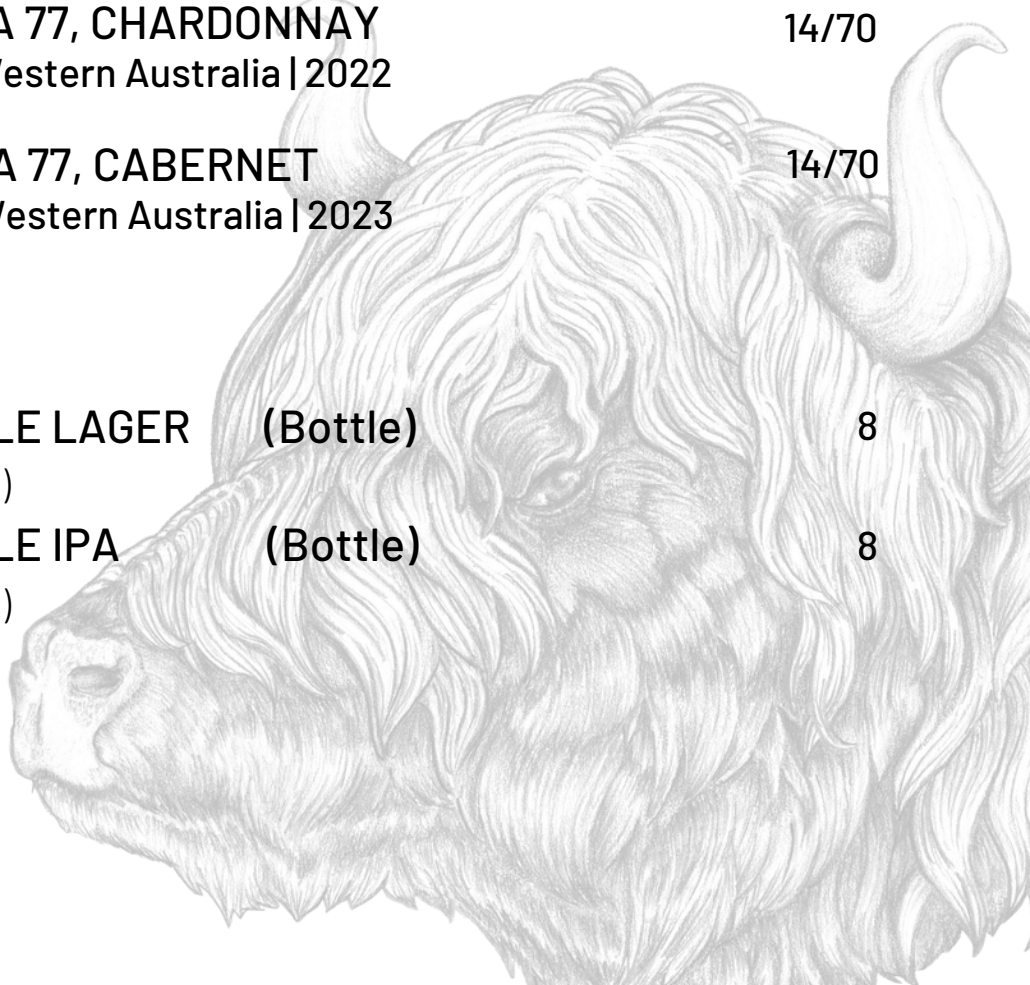 A 77, CHARDONNAY 14/70
Western Australia | 2022
A 77, CABERNET 14/70
Western Australia | 2023
LE LAGER (Bottle) 8
)
LE IPA (Bottle) 8
)